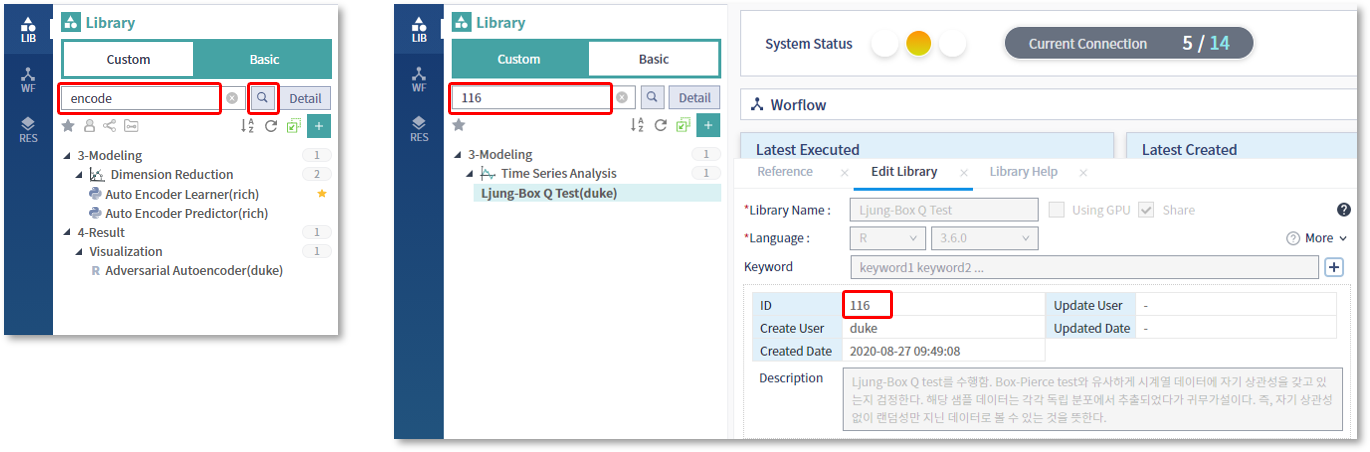 LIB
WF
RES
Library
Custom
Basic
encode
Detail
3-Modeling 1
Dimension Reduction 2
Auto Encoder Learner(rich)
Auto Encoder Predictor(rich)
4-Result 1
Visualization 1
R Adversarial Autoencoder(duke)
LIB
WF
RES
Library
Custom
Basic
116
Detail
3-Modeling 1
Time Series Analysis 1
Ljung-Box Q Test(duke)
System Status
Current Connection 5 / 14
Worflow
Latest Executed
Latest Created
Reference
Edit Library
Library Help
*Library Name : Ljung-Box Q Test Using GPU Share
*Language : R 3.6.0 More
Keyword keyword1 keyword2 ...
ID 116 Update User -
Create User duke Updated Date -
Created Date 2020-08-27 09:49:08
Description Ljung-Box Q test를 수행함. Box-Pierce test와 유사하게 시계열 데이터에 자기 상관성을 갖고 있
는지 검정한다. 해당 샘플 데이터는 각각 독립 분포에서 추출되었다가 귀무가설이다. 즉, 자기 상관성
없이 랜덤성만 지닌 데이터로 볼 수 있는 것을 뜻한다.